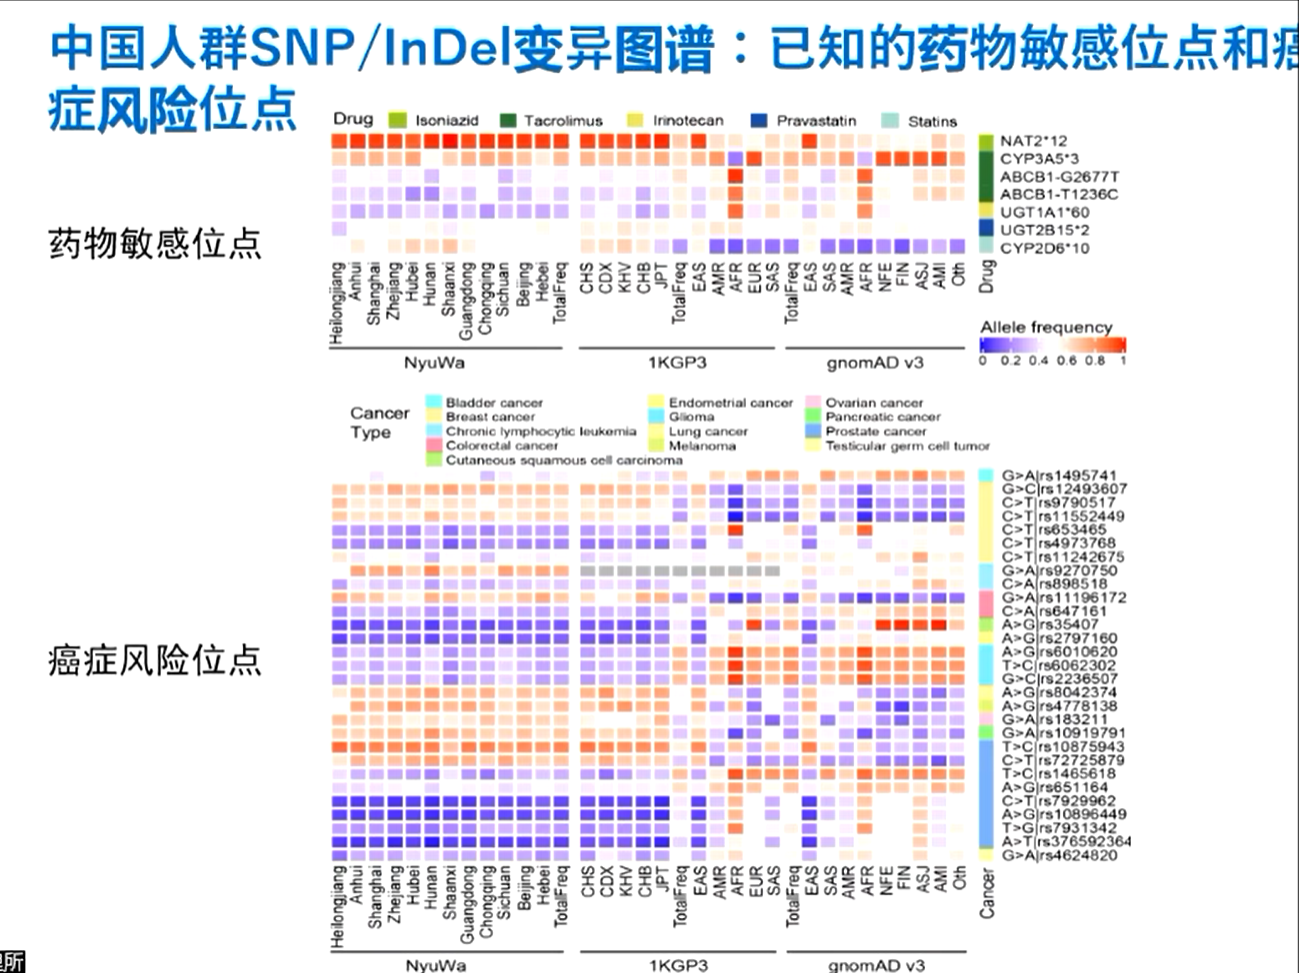 中国人群SNP/InDel变异图谱：已知的药物敏感位点和癌
症风险位点
Drug Isoniazid Tacrolimus Irinotecan Pravastatin Statins
药物敏感位点
NAT2*12
CYP3A5*3
ABCB1-G2677T
ABCB1-T1236C
UGT1A1*60
UGT2B15*2
CYP2D6*10
Heilongjiang Anhui Shanghai Zhejiang Hubei Hunan Shaanxi Guangdong Chongqing Sichuan Beijing Hebei TotalFreq CHS CDX KHV CHB JPT TotalFreq EAS AMR AFR EUR SAS TotalFreq EAS SAS AMR AFR NFE FIN ASJ AMI Oth Drug
NyuWa 1KGP3 gnomAD v3
Allele frequency
0 0.2 0.4 0.6 0.8 1
Cancer Type
Bladder cancer Endometrial cancer Ovarian cancer
Breast cancer Glioma Pancreatic cancer
Chronic lymphocytic leukemia Lung cancer Prostate cancer
Colorectal cancer Melanoma Testicular germ cell tumor
Cutaneous squamous cell carcinoma
癌症风险位点
G>A|rs1495741
G>C|rs12493607
C>T|rs9790517
C>T|rs11552449
C>T|rs653465
C>T|rs4973768
C>T|rs11242675
G>A|rs9270750
C>A|rs898518
G>A|rs11196172
C>A|rs647161
A>G|rs35407
A>G|rs2797160
A>G|rs6010620
T>C|rs6062302
G>C|rs2236507
A>G|rs8042374
A>G|rs4778138
G>A|rs183211
G>A|rs10919791
T>C|rs10875943
C>T|rs72725879
T>C|rs1465618
A>G|rs651164
C>T|rs7929962
A>G|rs10896449
T>G|rs7931342
A>T|rs376592364
G>A|rs4624820
Heilongjiang Anhui Shanghai Zhejiang Hubei Hunan Shaanxi Guangdong Chongqing Sichuan Beijing Hebei TotalFreq CHS CDX KHV CHB JPT TotalFreq EAS AMR AFR EUR SAS TotalFreq EAS SAS AMR AFR NFE FIN ASJ AMI Oth Cancer
NyuWa 1KGP3 gnomAD v3
所